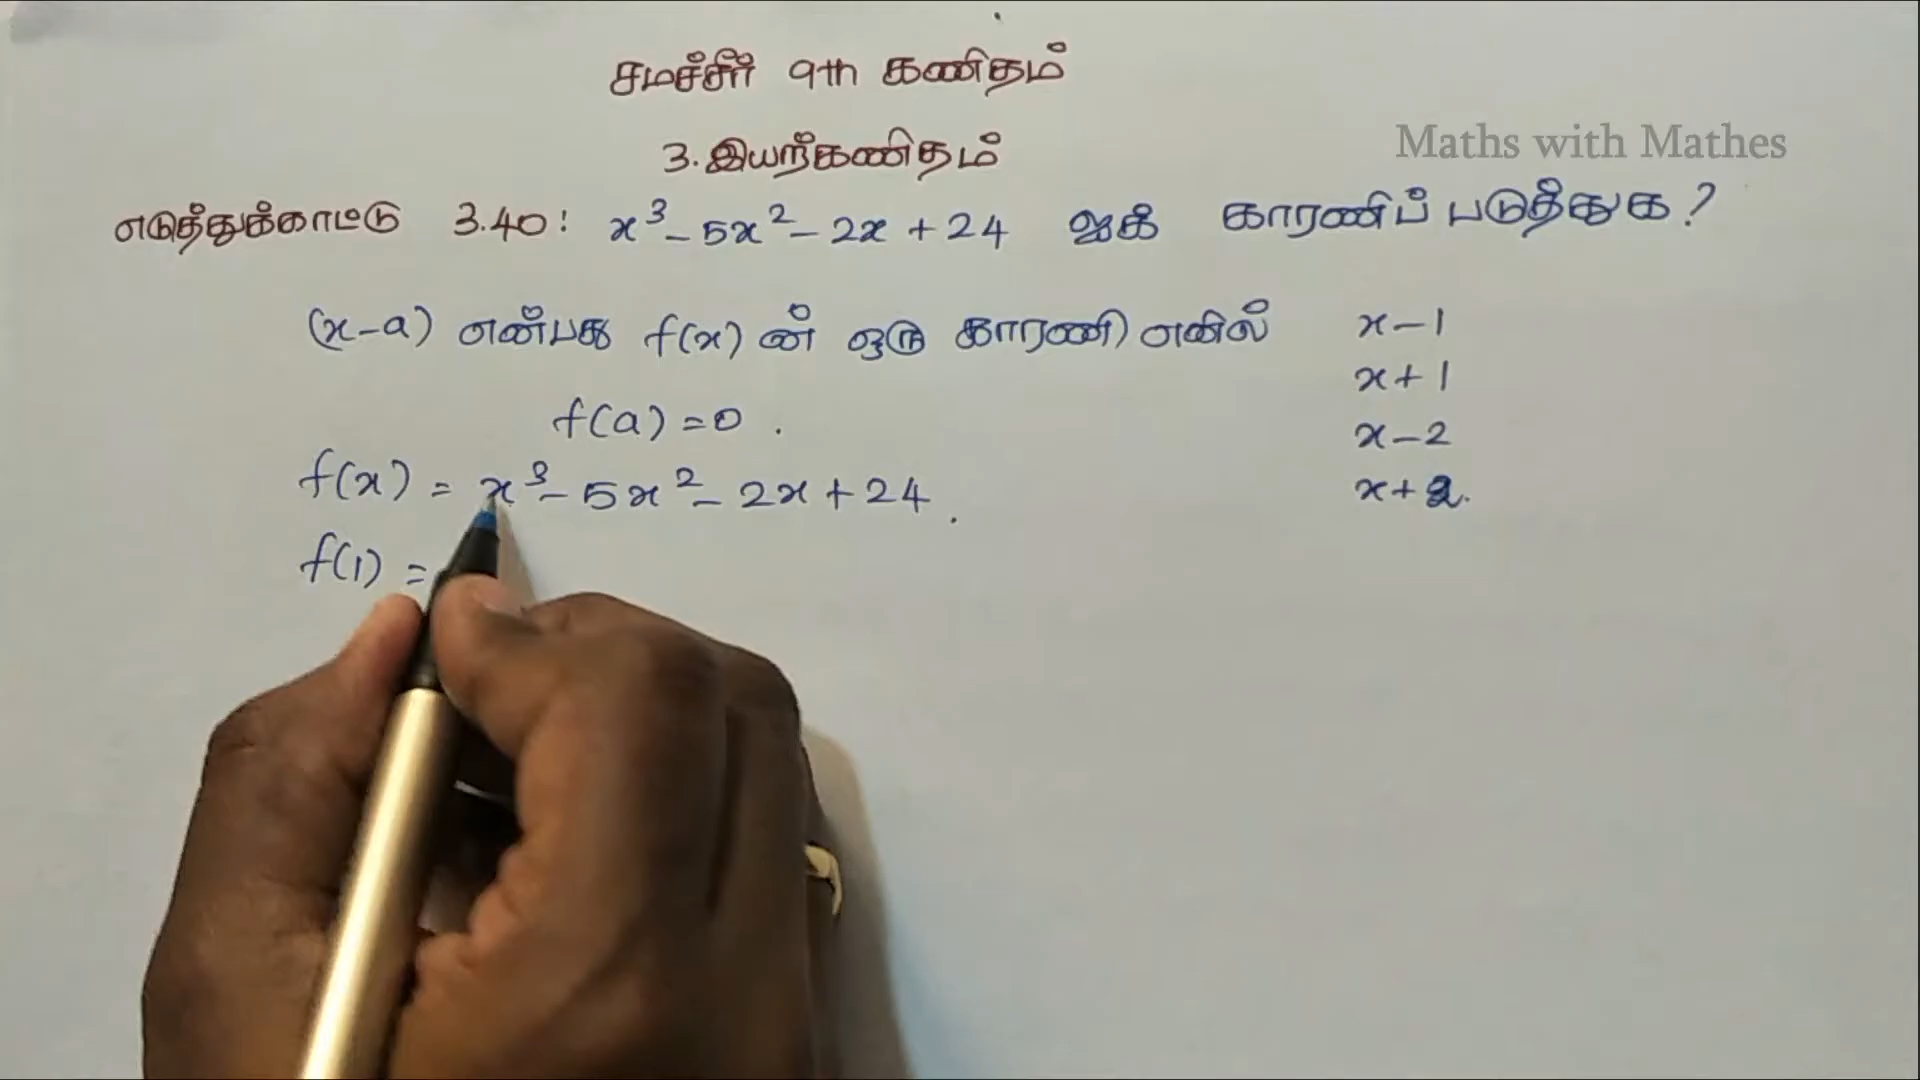 சமச்சீர் 9th கணிதம்
3. இயற்கணிதம்
Maths with Mathes
எடுத்துக்காட்டு 3.40: x³ - 5x² - 2x + 24 ஐக் காரணிப் படுத்துக?
(x-a) என்பது f(x) ன் ஒரு காரணி எனில்
f(a) = 0.
f(x) = x³ - 5x² - 2x + 24.
f(1) =
x-1
x+1
x-2
x+2.